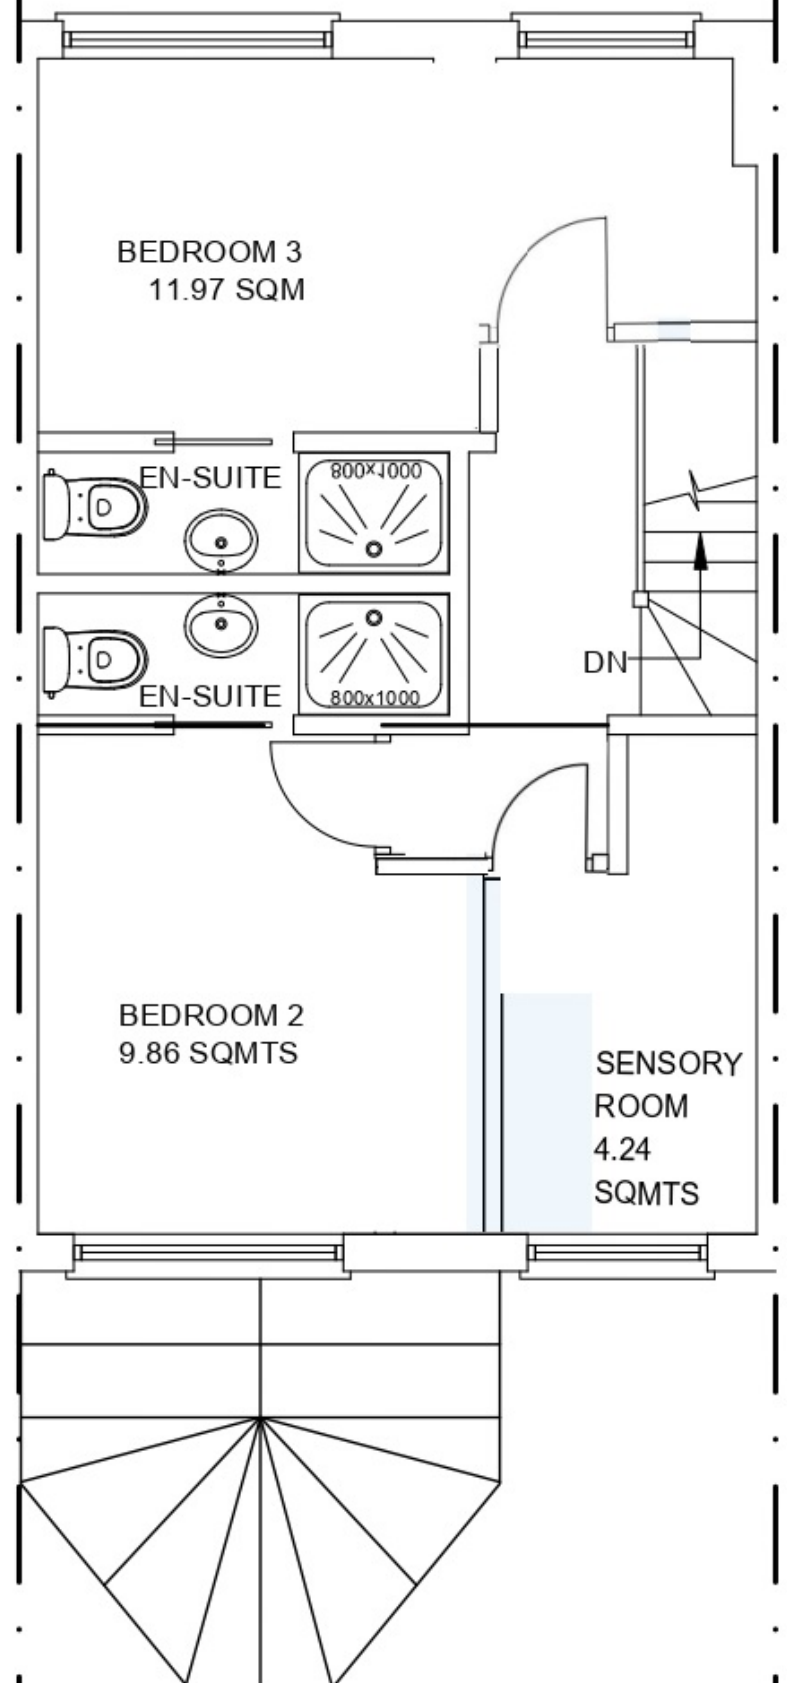 BEDROOM 3
11.97 SQM
EN-SUITE
800x1000
DN
EN-SUITE
800x1000
BEDROOM 2
9.86 SQMTS
SENSORY
ROOM
4.24
SQMTS